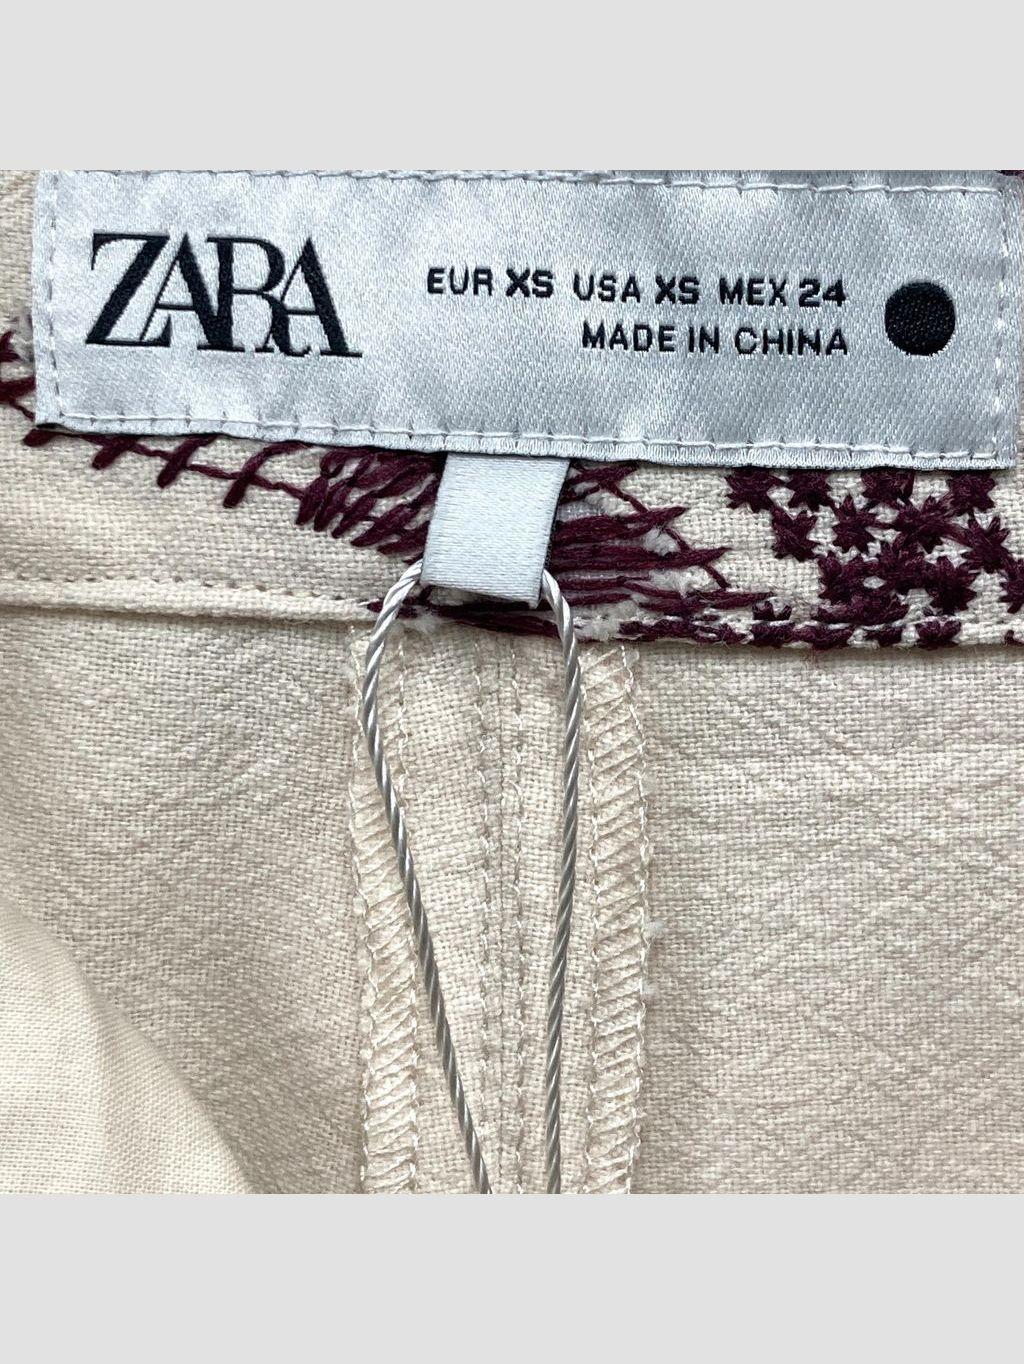 ZARA
EUR XS USA XS MEX 24
MADE IN CHINA